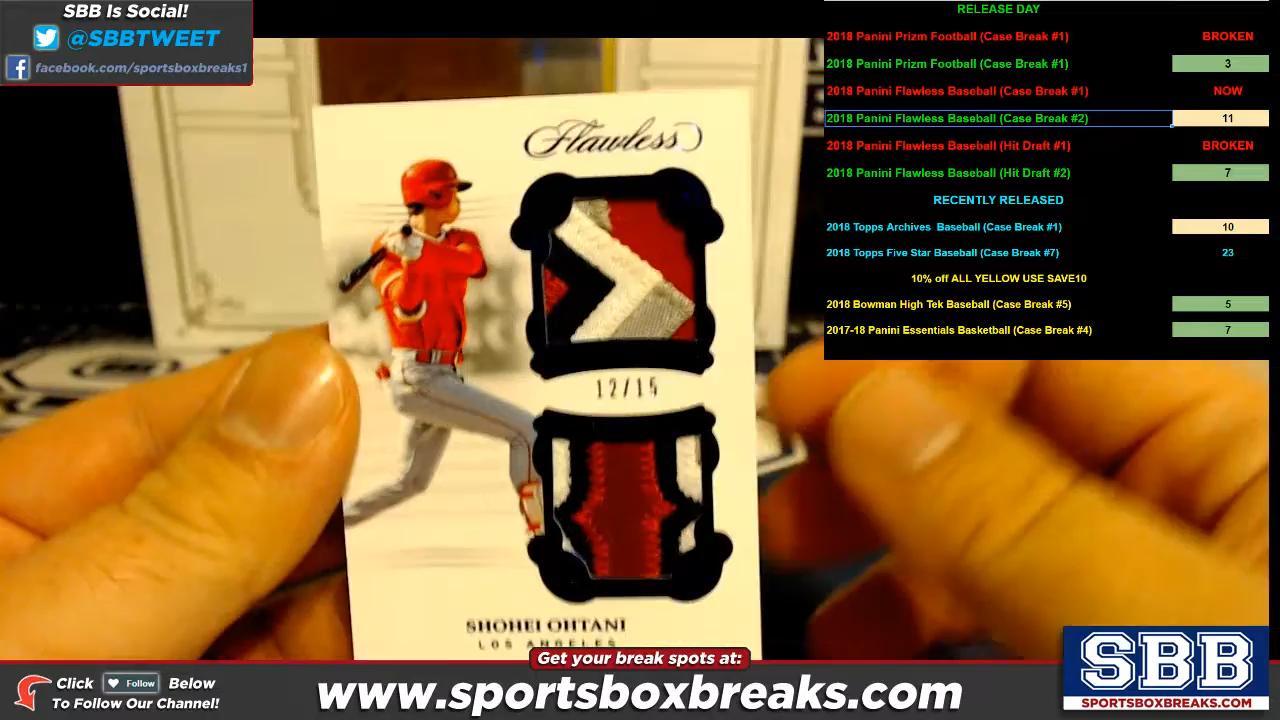 SBB Is Social!
@SBBTWEET
facebook.com/sportsboxbreaks1
RELEASE DAY
2018 Panini Prizm Football (Case Break #1) BROKEN
2018 Panini Prizm Football (Case Break #1) 3
2018 Panini Flawless Baseball (Case Break #1) NOW
2018 Panini Flawless Baseball (Case Break #2) 11
2018 Panini Flawless Baseball (Hit Draft #1) BROKEN
2018 Panini Flawless Baseball (Hit Draft #2) 7
RECENTLY RELEASED
2018 Topps Archives Baseball (Case Break #1) 10
2018 Topps Five Star Baseball (Case Break #7) 23
10% off ALL YELLOW USE SAVE10
2018 Bowman High Tek Baseball (Case Break #5) 5
2017-18 Panini Essentials Basketball (Case Break #4) 7
Flawless
12/15
SHOHEI OHTANI
LOS ANGELES
Get your break spots at:
Click Follow Below
To Follow Our Channel!
www.sportsboxbreaks.com
SBB
SPORTSBOXBREAKS.COM